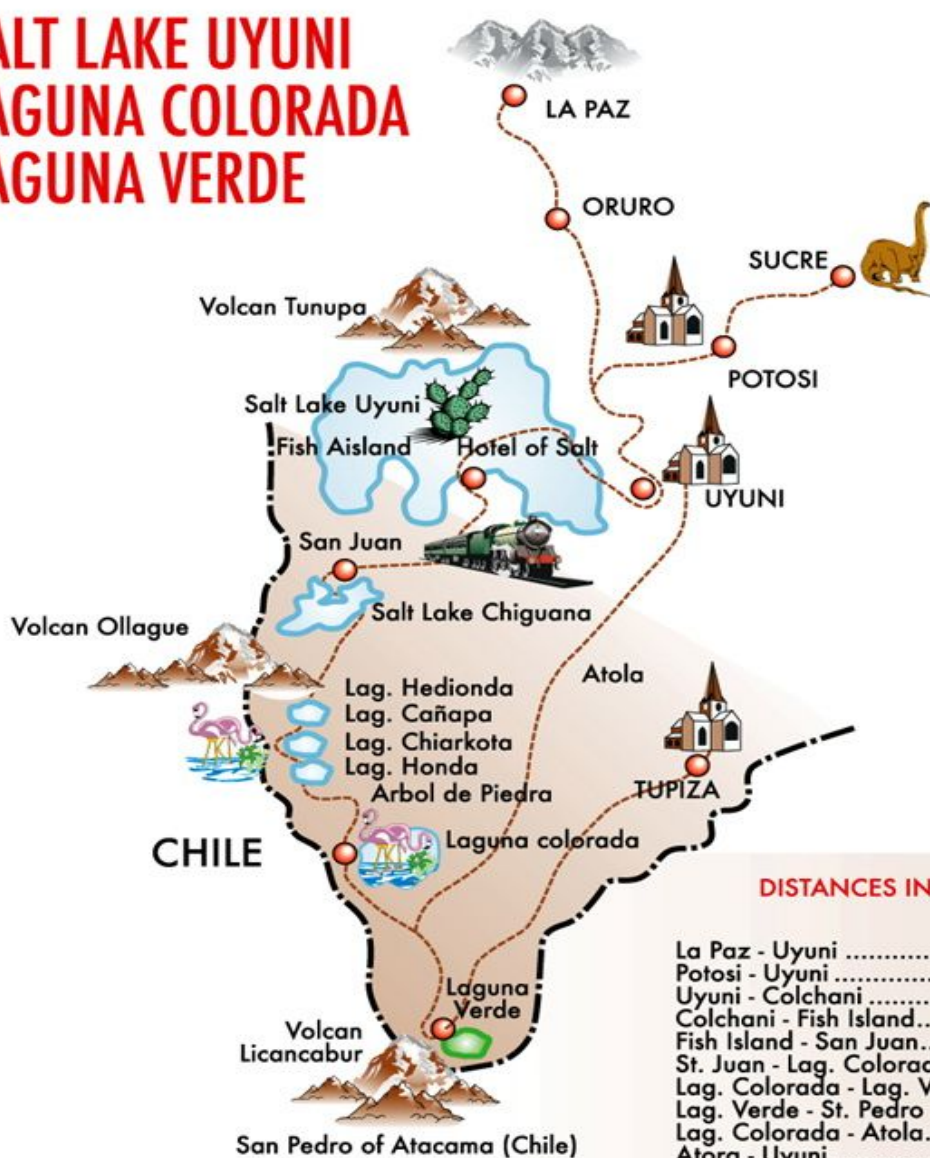 ALT LAKE UYUNI
AGUNA COLORADA
AGUNA VERDE
LA PAZ
ORURO
SUCRE
Volcan Tunupa
POTOSI
Salt Lake Uyuni
Fish Aisland
Hotel of Salt
UYUNI
San Juan
Salt Lake Chiguana
Volcan Ollague
Atola
Lag. Hedionda
Lag. Cañapa
Lag. Chiarkota
Lag. Honda
Arbol de Piedra
TUPIZA
CHILE
Laguna colorada
DISTANCES IN
La Paz - Uyuni ............
Potosi - Uyuni .............
Uyuni - Colchani .........
Colchani - Fish Island..
Fish Island - San Juan..
St. Juan - Lag. Colorad
Lag. Colorada - Lag. V
Lag. Verde - St. Pedro
Lag. Colorada - Atola.
Atora - Uyuni
Laguna
Verde
Volcan
Licancabur
San Pedro of Atacama (Chile)